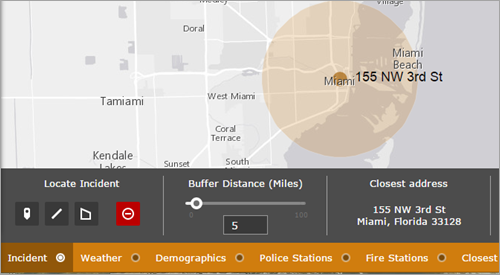 Medley
Village
Doral
Miami
Beach
Miami
155 NW 3rd St
West Miami
Tamiami
Coral
Terrace
Kendale
Lakes
Sunset
South
Locate Incident
Buffer Distance (Miles)
0
100
5
Closest address
155 NW 3rd St
Miami, Florida 33128
Incident
Weather
Demographics
Police Stations
Fire Stations
Closest